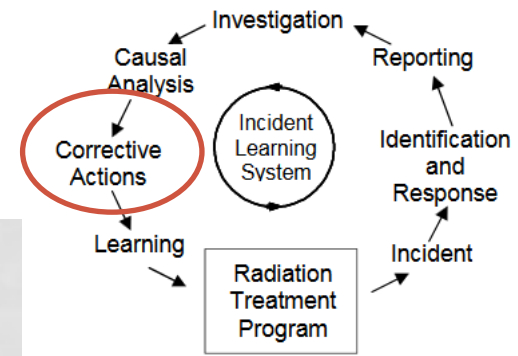 Investigation
Causal
Analysis
Reporting
Corrective
Actions
Incident
Learning
System
Identification
and
Response
Learning
Incident
Radiation
Treatment
Program